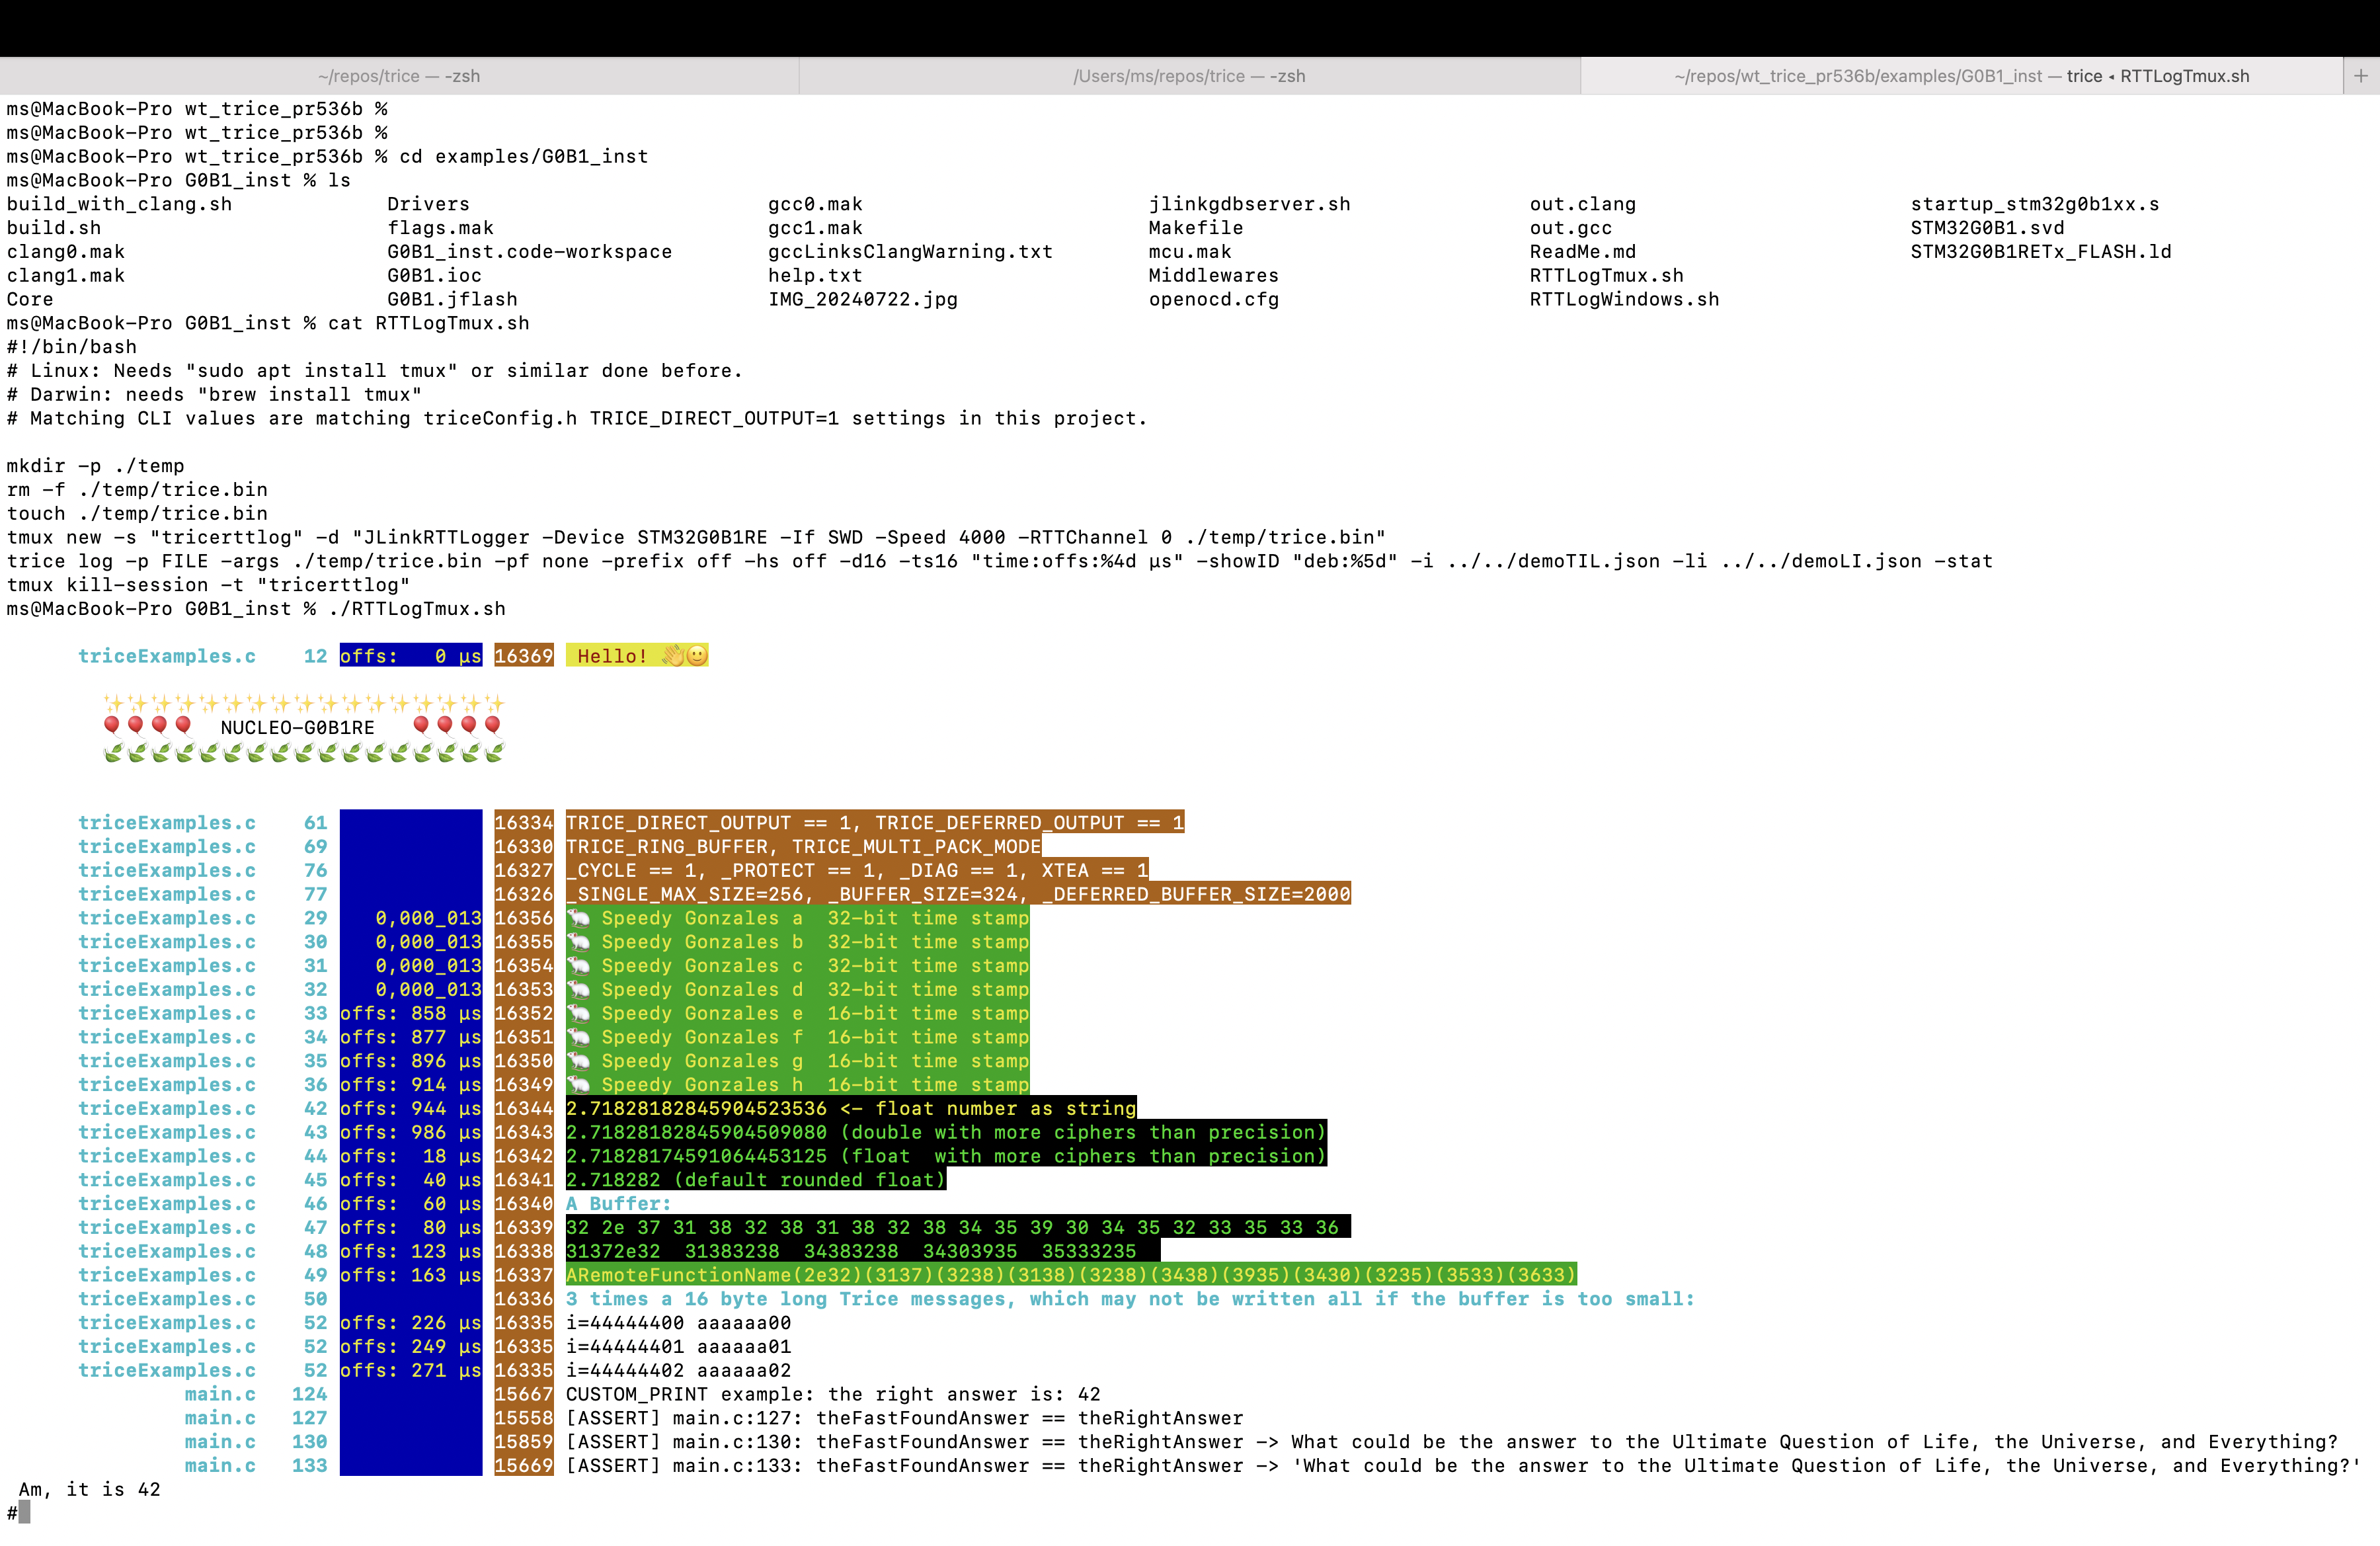 ~/repos/trice — -zsh
/Users/ms/repos/trice — -zsh
~/repos/wt_trice_pr536b/examples/G0B1_inst — trice ◂ RTTLogTmux.sh
+
ms@MacBook-Pro wt_trice_pr536b %
ms@MacBook-Pro wt_trice_pr536b %
ms@MacBook-Pro wt_trice_pr536b % cd examples/G0B1_inst
ms@MacBook-Pro G0B1_inst % ls
build_with_clang.sh Drivers gcc0.mak jlinkgdbserver.sh out.clang startup_stm32g0b1xx.s
build.sh flags.mak gcc1.mak Makefile out.gcc STM32G0B1.svd
clang0.mak G0B1_inst.code-workspace gccLinksClangWarning.txt mcu.mak ReadMe.md STM32G0B1RETx_FLASH.ld
clang1.mak G0B1.ioc help.txt Middlewares RTTLogTmux.sh
Core G0B1.jflash IMG_20240722.jpg openocd.cfg RTTLogWindows.sh
ms@MacBook-Pro G0B1_inst % cat RTTLogTmux.sh
#!/bin/bash
# Linux: Needs "sudo apt install tmux" or similar done before.
# Darwin: needs "brew install tmux"
# Matching CLI values are matching triceConfig.h TRICE_DIRECT_OUTPUT=1 settings in this project.
mkdir -p ./temp
rm -f ./temp/trice.bin
touch ./temp/trice.bin
tmux new -s "tricerttlog" -d "JLinkRTTLogger -Device STM32G0B1RE -If SWD -Speed 4000 -RTTChannel 0 ./temp/trice.bin"
trice log -p FILE -args ./temp/trice.bin -pf none -prefix off -hs off -d16 -ts16 "time:offs:%4d µs" -showID "deb:%5d" -i ../../demoTIL.json -li ../../demoLI.json -stat
tmux kill-session -t "tricerttlog"
ms@MacBook-Pro G0B1_inst % ./RTTLogTmux.sh
triceExamples.c 12 offs: 0 µs 16369 Hello! 👋🙂
✨✨✨✨✨✨✨✨✨✨✨✨✨✨✨✨✨
🎈🎈🎈🎈 NUCLEO-G0B1RE 🎈🎈🎈🎈
🍃🍃🍃🍃🍃🍃🍃🍃🍃🍃🍃🍃🍃🍃🍃🍃🍃
triceExamples.c 61 16334 TRICE_DIRECT_OUTPUT == 1, TRICE_DEFERRED_OUTPUT == 1
triceExamples.c 69 16330 TRICE_RING_BUFFER, TRICE_MULTI_PACK_MODE
triceExamples.c 76 16327 _CYCLE == 1, _PROTECT == 1, _DIAG == 1, XTEA == 1
triceExamples.c 77 16326 _SINGLE_MAX_SIZE=256, _BUFFER_SIZE=324, _DEFERRED_BUFFER_SIZE=2000
triceExamples.c 29 0,000_013 16356 🐁 Speedy Gonzales a 32-bit time stamp
triceExamples.c 30 0,000_013 16355 🐁 Speedy Gonzales b 32-bit time stamp
triceExamples.c 31 0,000_013 16354 🐁 Speedy Gonzales c 32-bit time stamp
triceExamples.c 32 0,000_013 16353 🐁 Speedy Gonzales d 32-bit time stamp
triceExamples.c 33 offs: 858 µs 16352 🐁 Speedy Gonzales e 16-bit time stamp
triceExamples.c 34 offs: 877 µs 16351 🐁 Speedy Gonzales f 16-bit time stamp
triceExamples.c 35 offs: 896 µs 16350 🐁 Speedy Gonzales g 16-bit time stamp
triceExamples.c 36 offs: 914 µs 16349 🐁 Speedy Gonzales h 16-bit time stamp
triceExamples.c 42 offs: 944 µs 16344 2.71828182845904523536 <- float number as string
triceExamples.c 43 offs: 986 µs 16343 2.71828182845904509080 (double with more ciphers than precision)
triceExamples.c 44 offs: 18 µs 16342 2.71828174591064453125 (float with more ciphers than precision)
triceExamples.c 45 offs: 40 µs 16341 2.718282 (default rounded float)
triceExamples.c 46 offs: 60 µs 16340 A Buffer:
triceExamples.c 47 offs: 80 µs 16339 32 2e 37 31 38 32 38 31 38 32 38 34 35 39 30 34 35 32 33 35 33 36
triceExamples.c 48 offs: 123 µs 16338 31372e32 31383238 34383238 34303935 35333235
triceExamples.c 49 offs: 163 µs 16337 ARemoteFunctionName(2e32)(3137)(3238)(3138)(3238)(3438)(3935)(3430)(3235)(3533)(3633)
triceExamples.c 50 16336 3 times a 16 byte long Trice messages, which may not be written all if the buffer is too small:
triceExamples.c 52 offs: 226 µs 16335 i=44444400 aaaaaa00
triceExamples.c 52 offs: 249 µs 16335 i=44444401 aaaaaa01
triceExamples.c 52 offs: 271 µs 16335 i=44444402 aaaaaa02
main.c 124 15667 CUSTOM_PRINT example: the right answer is: 42
main.c 127 15558 [ASSERT] main.c:127: theFastFoundAnswer == theRightAnswer
main.c 130 15859 [ASSERT] main.c:130: theFastFoundAnswer == theRightAnswer -> What could be the answer to the Ultimate Question of Life, the Universe, and Everything?
main.c 133 15669 [ASSERT] main.c:133: theFastFoundAnswer == theRightAnswer -> 'What could be the answer to the Ultimate Question of Life, the Universe, and Everything?'
Am, it is 42
#